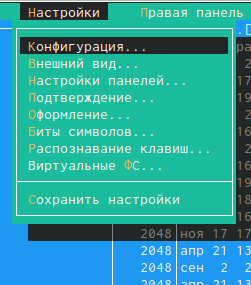 Настройки Правая панель
Конфигурация...
Внешний вид...
Настройки панелей...
Подтверждение...
Оформление...
Биты символов...
Распознавание клавиш...
Виртуальные ФС...
Сохранить настройки
2048 ноя 17 17
2048 апр 21 13
2048 сен 2 2
2048 апр 21 13